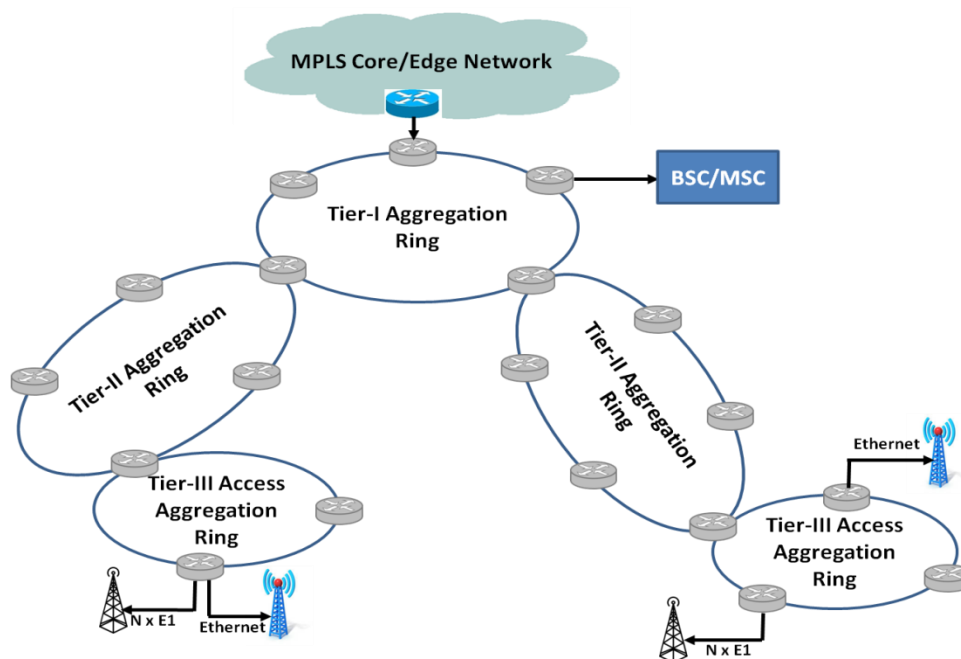 MPLS Core/Edge Network
BSC/MSC
Tier-I Aggregation
Ring
Tier-II Aggregation
Ring
Tier-II Aggregation
Ring
Ethernet
Tier-III Access
Aggregation
Ring
Tier-III Access
Aggregation
Ring
N x E1
Ethernet
N x E1